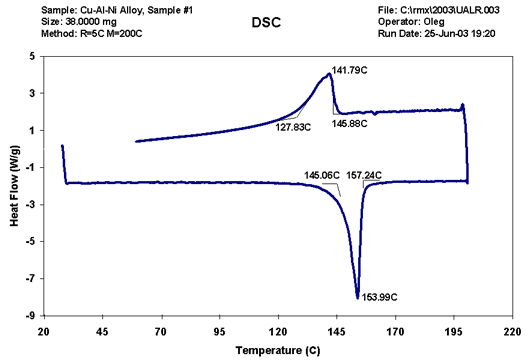 Sample: Cu-Al-Ni Alloy, Sample #1
Size: 38.0000 mg
Method: R=5C M=200C
DSC
File: C:\rmx\2003\UALR.003
Operator: Oleg
Run Date: 25-Jun-03 19:20
Heat Flow (W/g)
5
3
1
-1
-3
-5
-7
-9
141.79C
127.83C
145.88C
145.06C
157.24C
153.99C
20
45
70
95
120
145
170
195
220
Temperature (C)